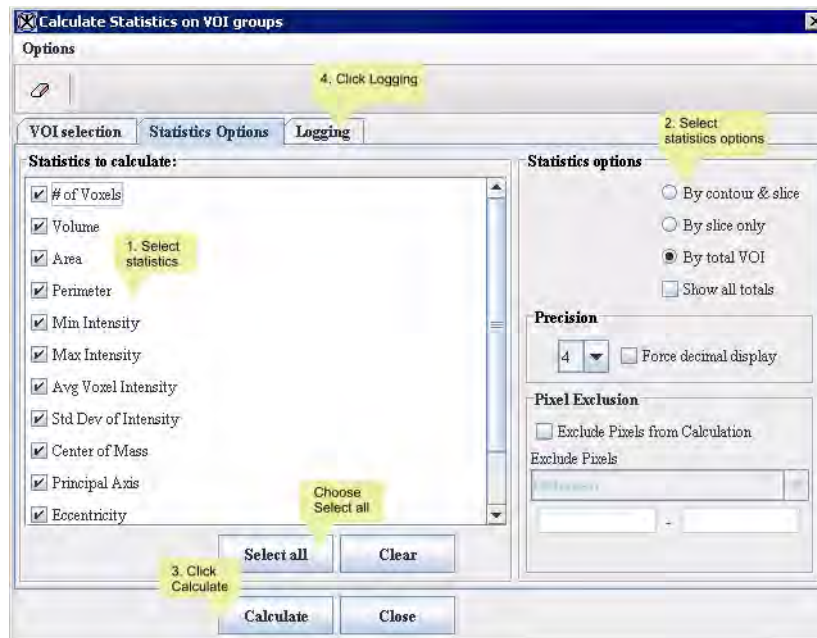 Calculate Statistics on VOI groups
Options
4. Click Logging
VOI selection
Statistics Options
Logging
2. Select
statistics options
Statistics to calculate:
# of Voxels
Volume
Area
Perimeter
Min Intensity
Max Intensity
Avg Voxel Intensity
Std Dev of Intensity
Center of Mass
Principal Axis
Eccentricity
1. Select
statistics
Choose
Select all
Select all
Clear
3. Click
Calculate
Calculate
Close
Statistics options
By contour & slice
By slice only
By total VOI
Show all totals
Precision
4
Force decimal display
Pixel Exclusion
Exclude Pixels from Calculation
Exclude Pixels
-